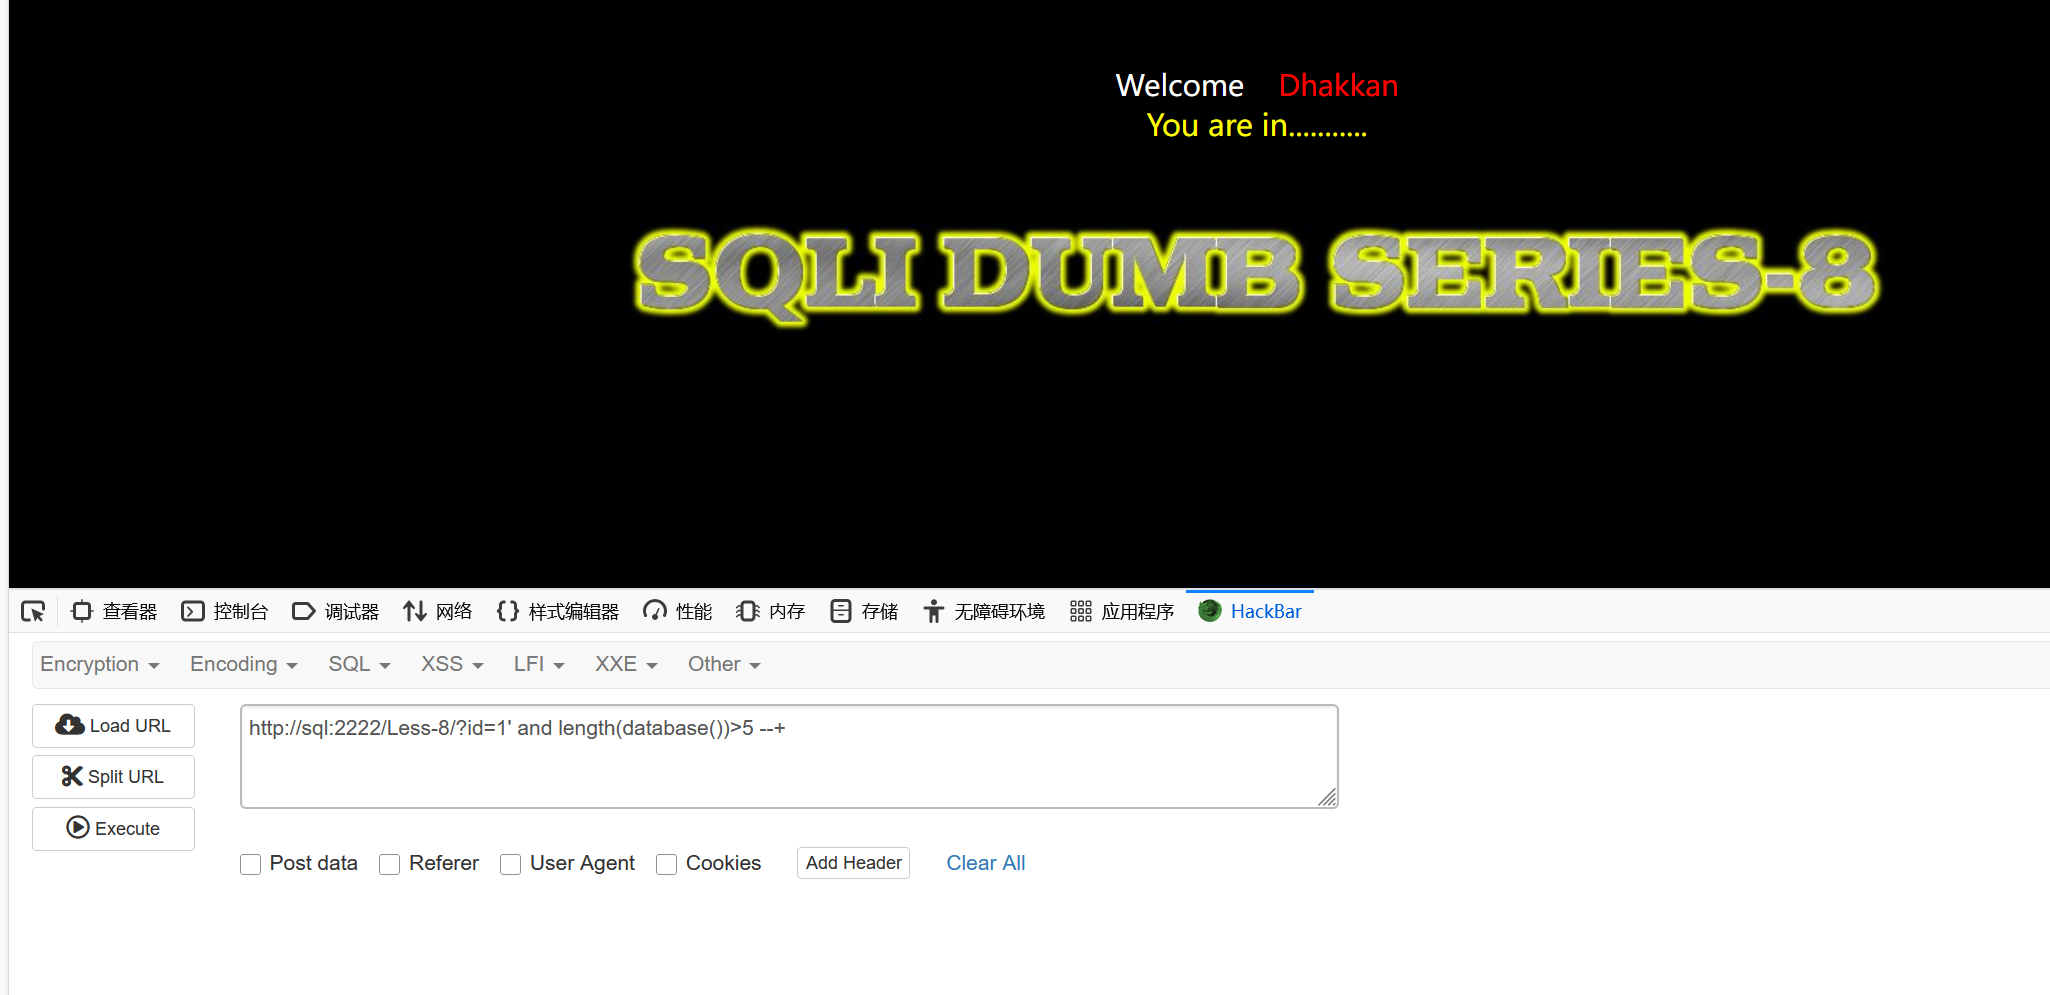 Welcome Dhakkan
You are in...........
SQLI DUMB SERIES-8
查看器 控制台 调试器 网络 样式编辑器 性能 内存 存储 无障碍环境 应用程序 HackBar
Encryption Encoding SQL XSS LFI XXE Other
Load URL
http://sql:2222/Less-8/?id=1' and length(database())>5 --+
Split URL
Execute
Post data Referer User Agent Cookies Add Header Clear All